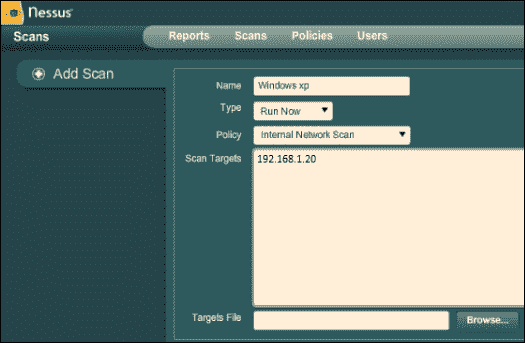 Nessus
Scans
Reports Scans Policies Users
Add Scan
Name Windows xp
Type Run Now
Policy Internal Network Scan
Scan Targets 192.168.1.20
Targets File Browse...